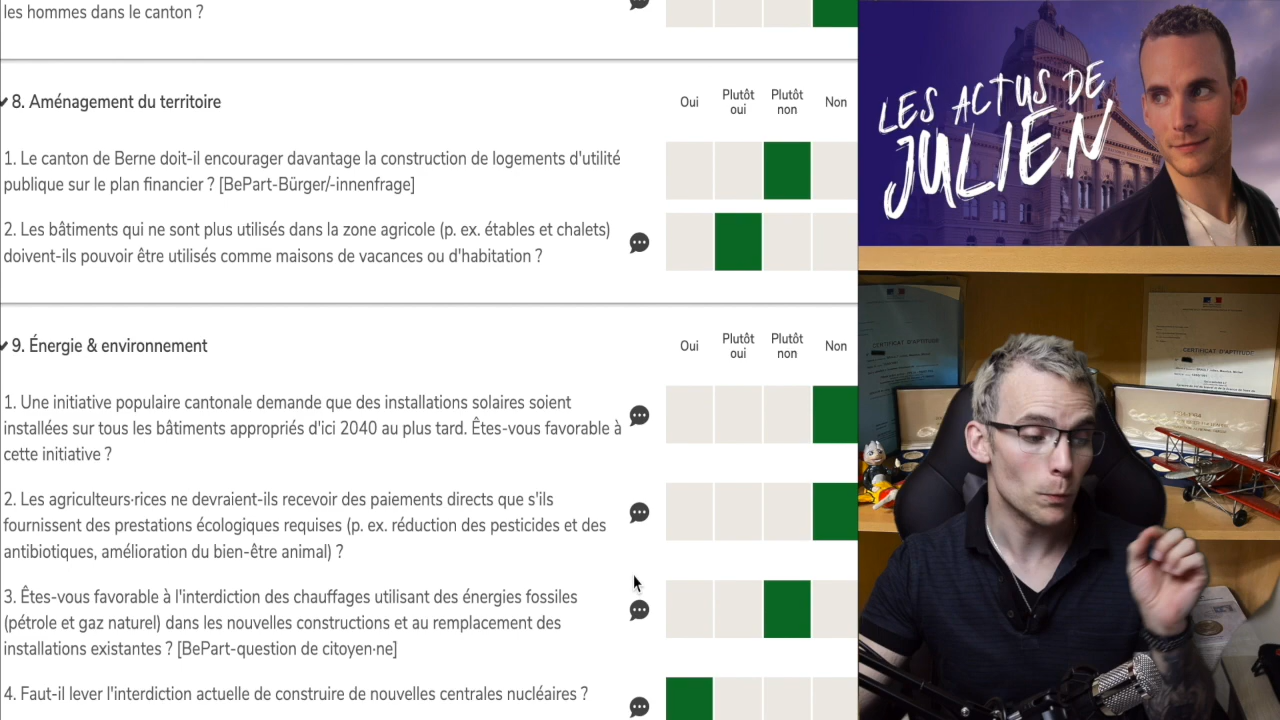 les hommes dans le canton ?
8. Aménagement du territoire
Oui
Plutôt
oui
Plutôt
non
Non
1. Le canton de Berne doit-il encourager davantage la construction de logements d'utilité
publique sur le plan financier ? [BePart-Bürger/-innenfrage]
2. Les bâtiments qui ne sont plus utilisés dans la zone agricole (p. ex. étables et chalets)
doivent-ils pouvoir être utilisés comme maisons de vacances ou d'habitation ?
9. Énergie & environnement
Oui
Plutôt
oui
Plutôt
non
Non
1. Une initiative populaire cantonale demande que des installations solaires soient
installées sur tous les bâtiments appropriés d'ici 2040 au plus tard. Êtes-vous favorable à
cette initiative ?
2. Les agriculteurs·rices ne devraient-ils recevoir des paiements directs que s'ils
fournissent des prestations écologiques requises (p. ex. réduction des pesticides et des
antibiotiques, amélioration du bien-être animal) ?
3. Êtes-vous favorable à l'interdiction des chauffages utilisant des énergies fossiles
(pétrole et gaz naturel) dans les nouvelles constructions et au remplacement des
installations existantes ? [BePart-question de citoyen·ne]
4. Faut-il lever l'interdiction actuelle de construire de nouvelles centrales nucléaires ?
LES ACTUS DE
JULIEN
CERTIFICAT D'APTITUDE
CERTIFICAT D'APTITUDE